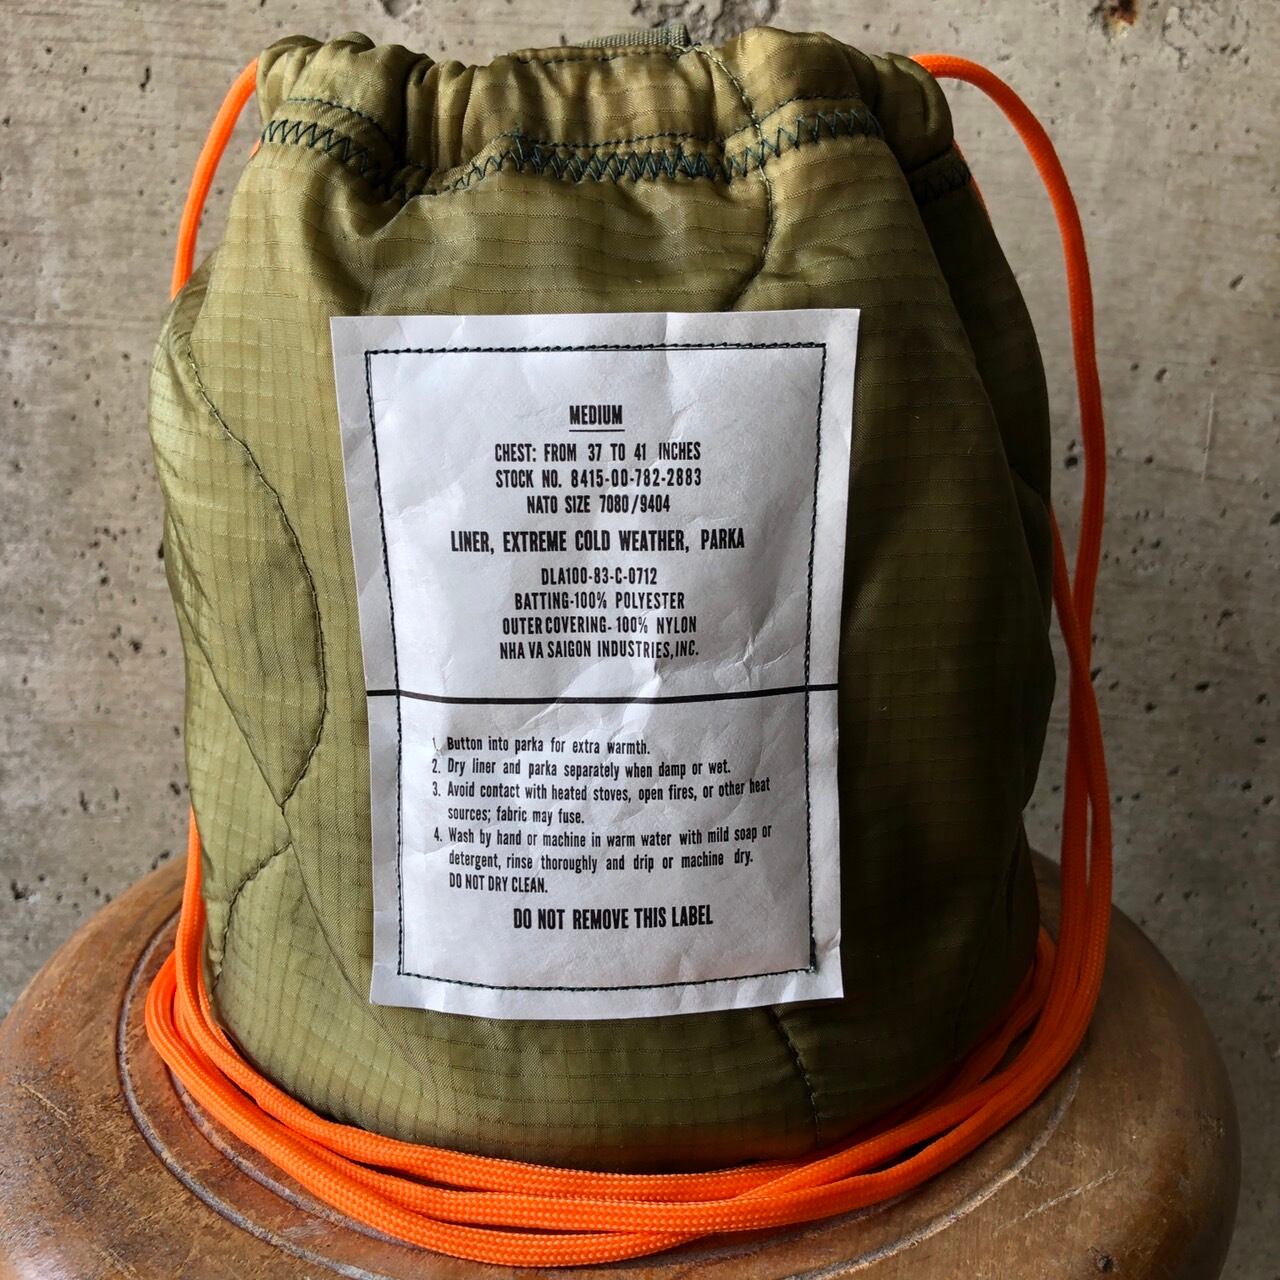 MEDIUM
CHEST: FROM 37 TO 41 INCHES
STOCK NO. 8415-00-782-2883
NATO SIZE 7080/9404
LINER, EXTREME COLD WEATHER, PARKA
DLA100-83-C-0712
BATTING-100% POLYESTER
OUTER COVERING-100% NYLON
NHA VA SAIGON INDUSTRIES, INC.
1. Button into parka for extra warmth.
2. Dry liner and parka separately when damp or wet.
3. Avoid contact with heated stoves, open fires, or other heat
sources; fabric may fuse.
4. Wash by hand or machine in warm water with mild soap or
detergent, rinse thoroughly and drip or machine dry.
DO NOT DRY CLEAN.
DO NOT REMOVE THIS LABEL